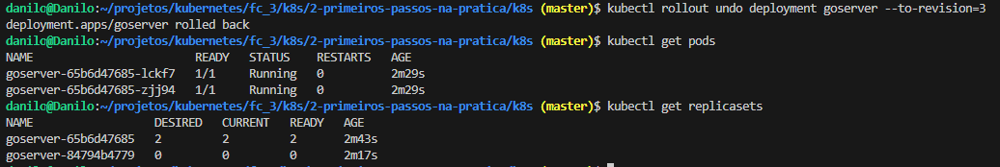 danilo@Danilo:~/projetos/kubernetes/fc_3/k8s/2-primeiros-passos-na-pratica/k8s (master)$ kubectl rollout undo deployment goserver --to-revision=3
deployment.apps/goserver rolled back
danilo@Danilo:~/projetos/kubernetes/fc_3/k8s/2-primeiros-passos-na-pratica/k8s (master)$ kubectl get pods
NAME                        READY   STATUS    RESTARTS   AGE
goserver-65b6d47685-lckf7   1/1     Running   0          2m29s
goserver-65b6d47685-zjj94   1/1     Running   0          2m29s
danilo@Danilo:~/projetos/kubernetes/fc_3/k8s/2-primeiros-passos-na-pratica/k8s (master)$ kubectl get replicasets
NAME                  DESIRED   CURRENT   READY   AGE
goserver-65b6d47685   2         2         2       2m43s
goserver-84794b4779   0         0         0       2m17s